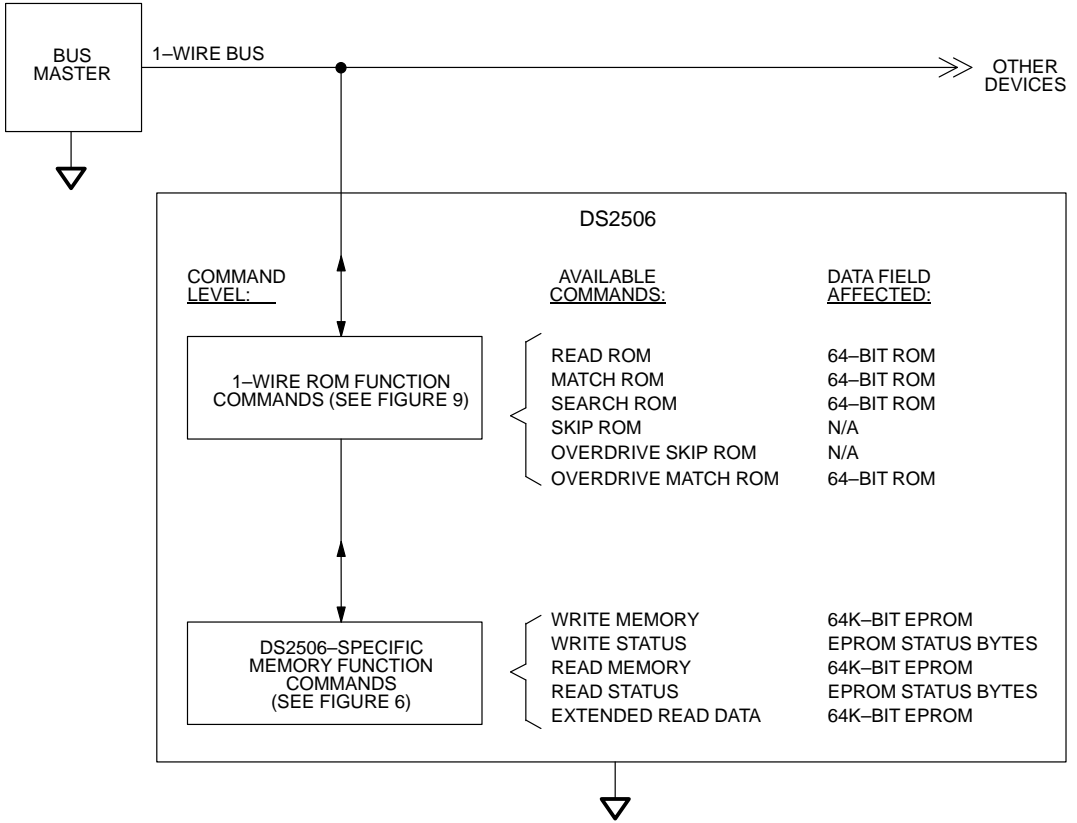 BUS
MASTER
1–WIRE BUS
OTHER
DEVICES
DS2506
COMMAND
LEVEL:
AVAILABLE
COMMANDS:
DATA FIELD
AFFECTED:
1–WIRE ROM FUNCTION
COMMANDS (SEE FIGURE 9)
READ ROM 64–BIT ROM
MATCH ROM 64–BIT ROM
SEARCH ROM 64–BIT ROM
SKIP ROM N/A
OVERDRIVE SKIP ROM N/A
OVERDRIVE MATCH ROM 64–BIT ROM
DS2506–SPECIFIC
MEMORY FUNCTION
COMMANDS
(SEE FIGURE 6)
WRITE MEMORY 64K–BIT EPROM
WRITE STATUS EPROM STATUS BYTES
READ MEMORY 64K–BIT EPROM
READ STATUS EPROM STATUS BYTES
EXTENDED READ DATA 64K–BIT EPROM